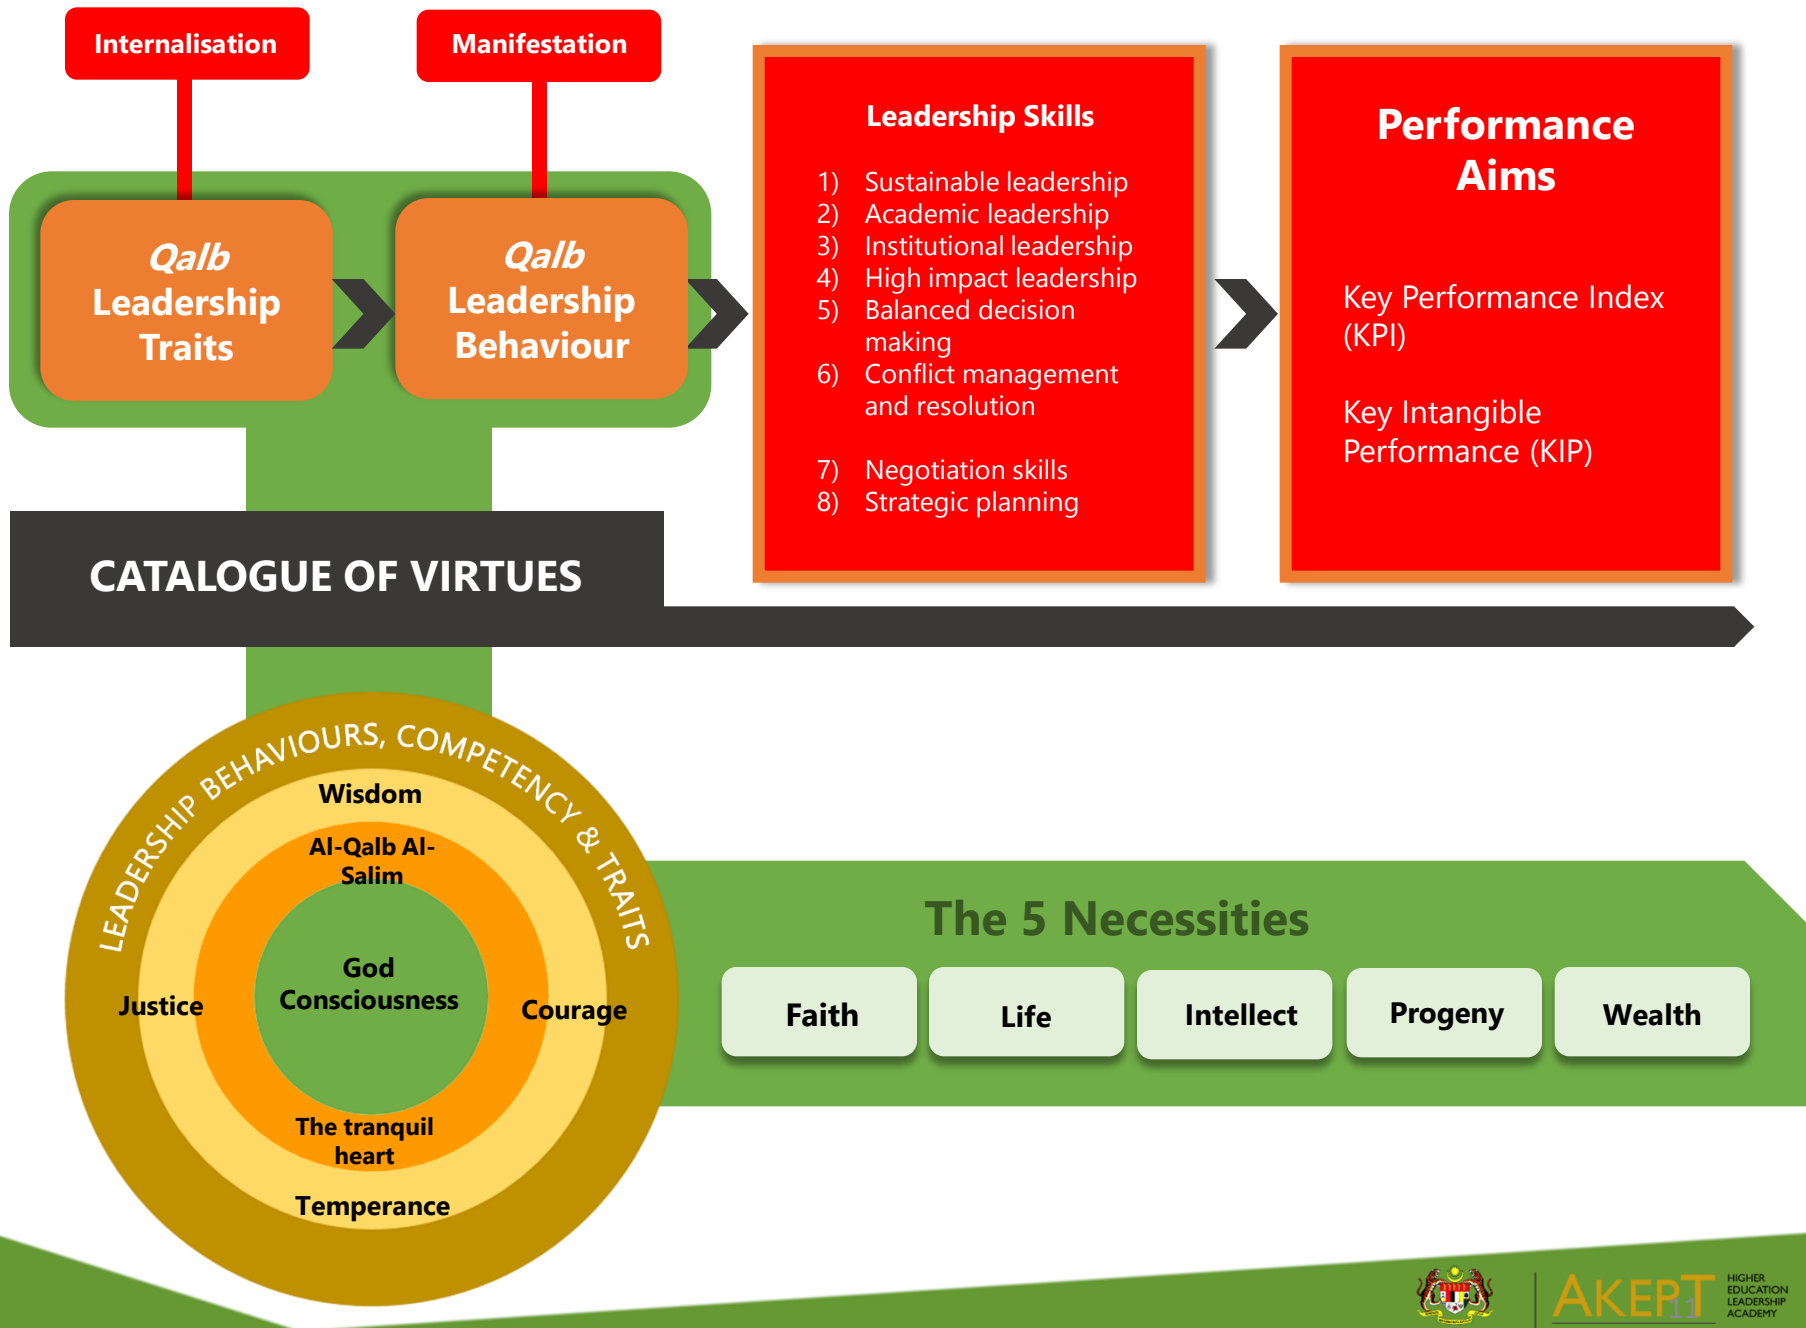 Internalisation
Manifestation
Qalb
Leadership
Traits
Qalb
Leadership
Behaviour
Leadership Skills
1) Sustainable leadership
2) Academic leadership
3) Institutional leadership
4) High impact leadership
5) Balanced decision
making
6) Conflict management
and resolution
7) Negotiation skills
8) Strategic planning
Performance
Aims
Key Performance Index
(KPI)
Key Intangible
Performance (KIP)
CATALOGUE OF VIRTUES
LEADERSHIP BEHAVIOURS, COMPETENCY & TRAITS
Wisdom
Al-Qalb Al-
Salim
God
Consciousness
Justice
Courage
The tranquil
heart
Temperance
The 5 Necessities
Faith
Life
Intellect
Progeny
Wealth
AKEPT
HIGHER
EDUCATION
LEADERSHIP
ACADEMY
11